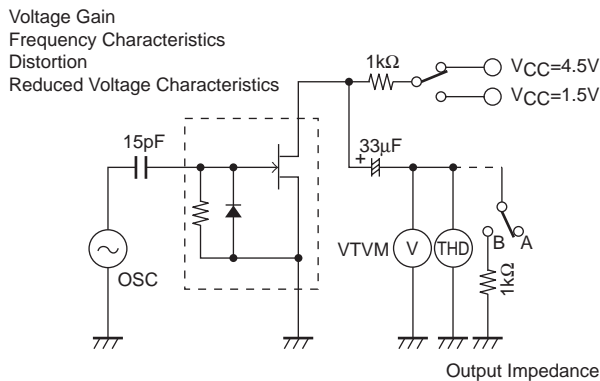 Voltage Gain
Frequency Characteristics
Distortion
Reduced Voltage Characteristics
1kΩ
VCC=4.5V
VCC=1.5V
15pF
33μF
+
OSC
VTVM
V
THD
B
A
1kΩ
Output Impedance